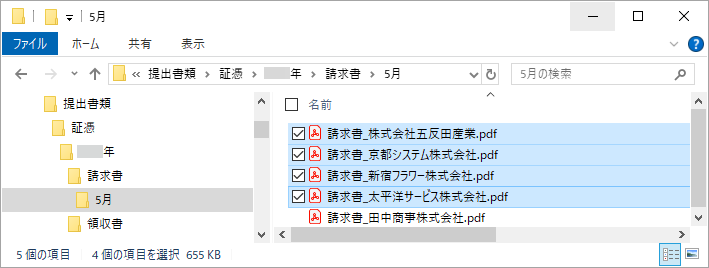 5月
ファイル ホーム 共有 表示
« 提出書類 > 証憑 > 年 > 請求書 > 5月
5月の検索
提出書類
証憑
年
請求書
5月
領収書
名前
請求書_株式会社五反田産業.pdf
請求書_京都システム株式会社.pdf
請求書_新宿フラワー株式会社.pdf
請求書_太平洋サービス株式会社.pdf
請求書_田中商事株式会社.pdf
5 個の項目 4 個の項目を選択 655 KB